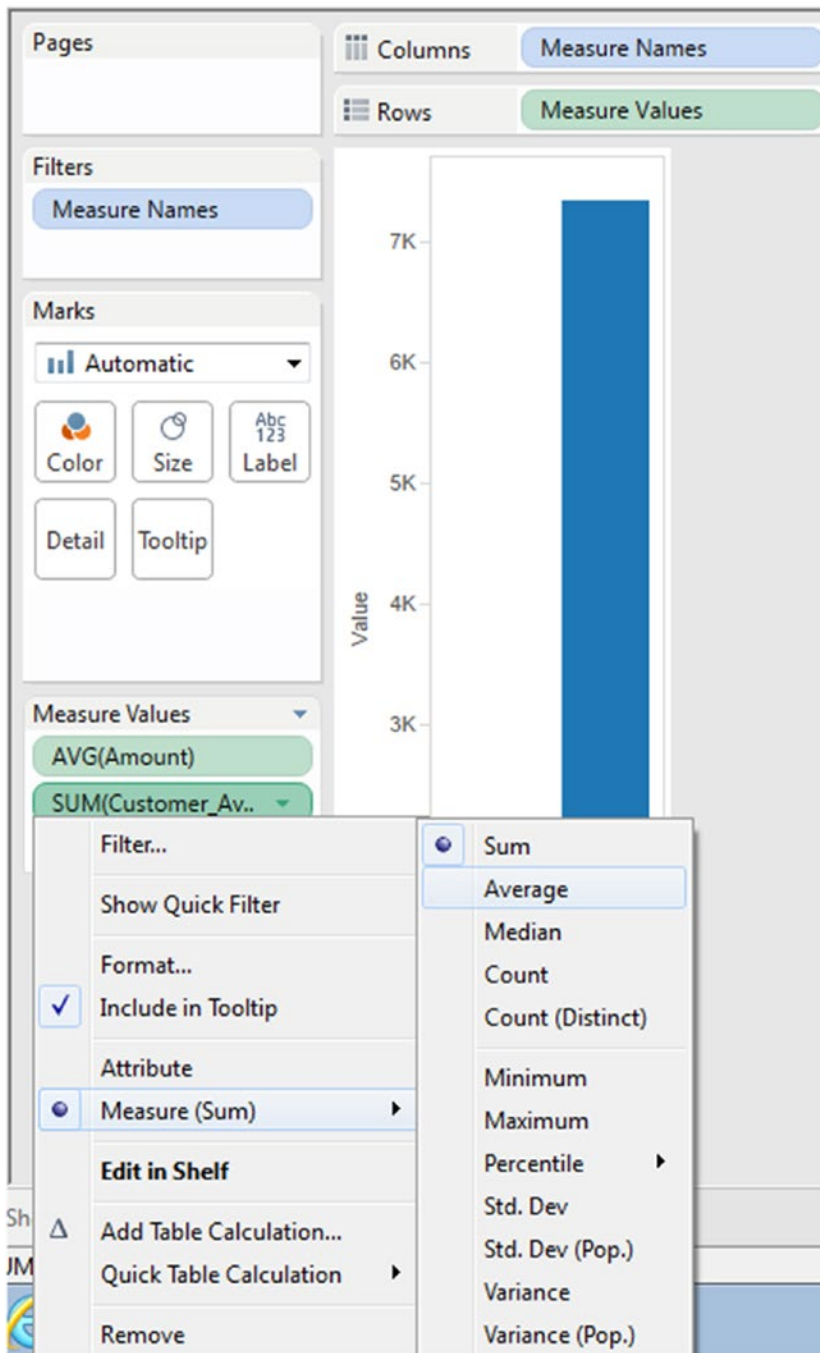 Pages
Columns
Measure Names
Rows
Measure Values
Filters
Measure Names
Marks
Automatic
Color
Size
Abc
123
Label
Detail
Tooltip
7K
6K
5K
4K
3K
Value
Measure Values
AVG(Amount)
SUM(Customer_Av..
Filter...
Show Quick Filter
Format...
Include in Tooltip
Attribute
Measure (Sum)
Edit in Shelf
Δ Add Table Calculation...
Quick Table Calculation
Remove
Sum
Average
Median
Count
Count (Distinct)
Minimum
Maximum
Percentile
Std. Dev
Std. Dev (Pop.)
Variance
Variance (Pop.)